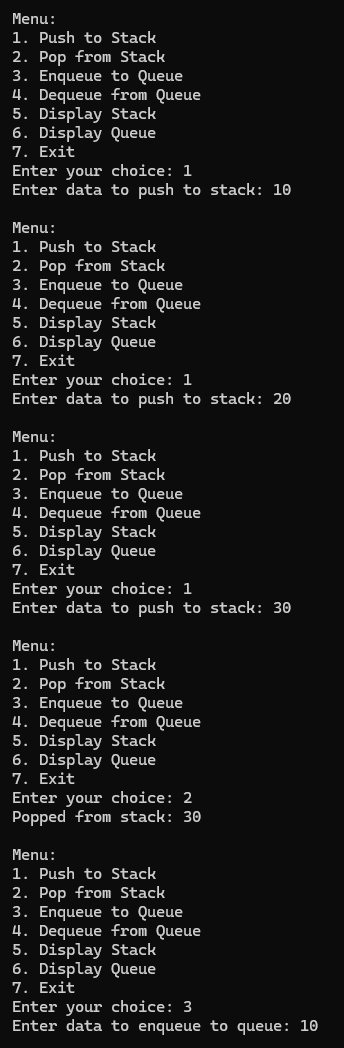 Menu:
1. Push to Stack
2. Pop from Stack
3. Enqueue to Queue
4. Dequeue from Queue
5. Display Stack
6. Display Queue
7. Exit
Enter your choice: 1
Enter data to push to stack: 10

Menu:
1. Push to Stack
2. Pop from Stack
3. Enqueue to Queue
4. Dequeue from Queue
5. Display Stack
6. Display Queue
7. Exit
Enter your choice: 1
Enter data to push to stack: 20

Menu:
1. Push to Stack
2. Pop from Stack
3. Enqueue to Queue
4. Dequeue from Queue
5. Display Stack
6. Display Queue
7. Exit
Enter your choice: 1
Enter data to push to stack: 30

Menu:
1. Push to Stack
2. Pop from Stack
3. Enqueue to Queue
4. Dequeue from Queue
5. Display Stack
6. Display Queue
7. Exit
Enter your choice: 2
Popped from stack: 30

Menu:
1. Push to Stack
2. Pop from Stack
3. Enqueue to Queue
4. Dequeue from Queue
5. Display Stack
6. Display Queue
7. Exit
Enter your choice: 3
Enter data to enqueue to queue: 10